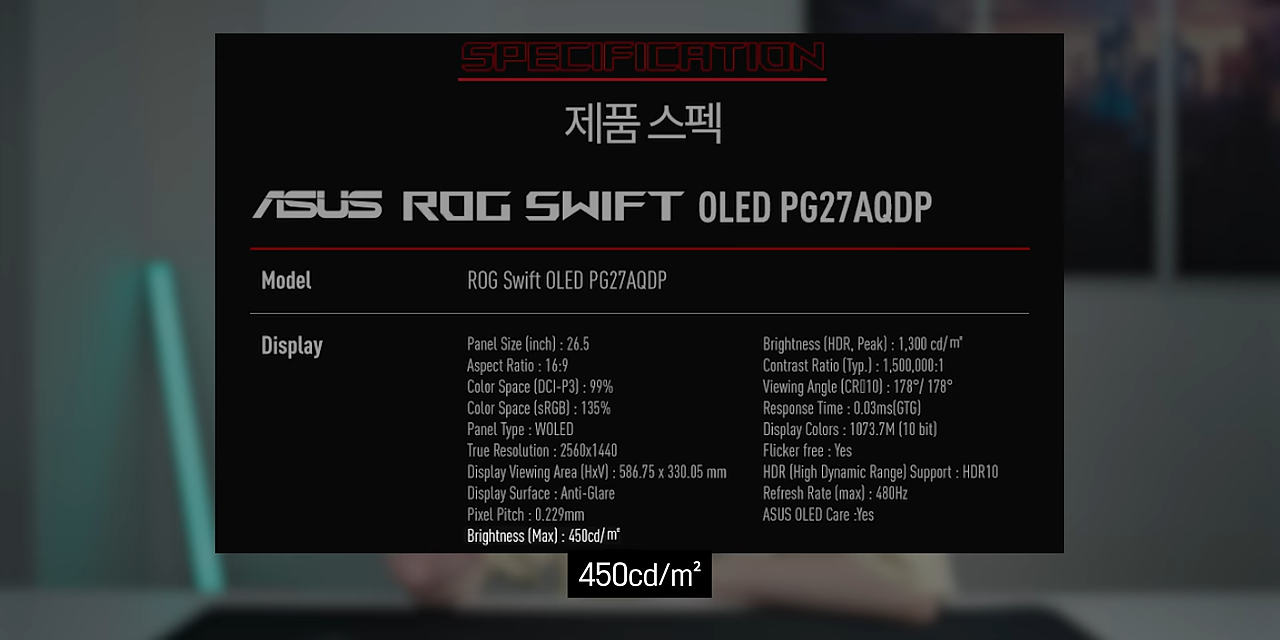 SPECIFICATION
제품 스펙
ASUS ROG SWIFT OLED PG27AQDP
Model
ROG Swift OLED PG27AQDP
Display
Panel Size (inch) : 26.5
Aspect Ratio : 16:9
Color Space (DCI-P3) : 99%
Color Space (sRGB) : 135%
Panel Type : WOLED
True Resolution : 2560x1440
Display Viewing Area (HxV) : 586.75 x 330.05 mm
Display Surface : Anti-Glare
Pixel Pitch : 0.229mm
Brightness (Max) : 450cd/㎡
Brightness (HDR, Peak) : 1,300 cd/㎡
Contrast Ratio (Typ.) : 1,500,000:1
Viewing Angle (CR▯10) : 178°/ 178°
Response Time : 0.03ms(GTG)
Display Colors : 1073.7M (10 bit)
Flicker free : Yes
HDR (High Dynamic Range) Support : HDR10
Refresh Rate (max) : 480Hz
ASUS OLED Care :Yes
450cd/m²